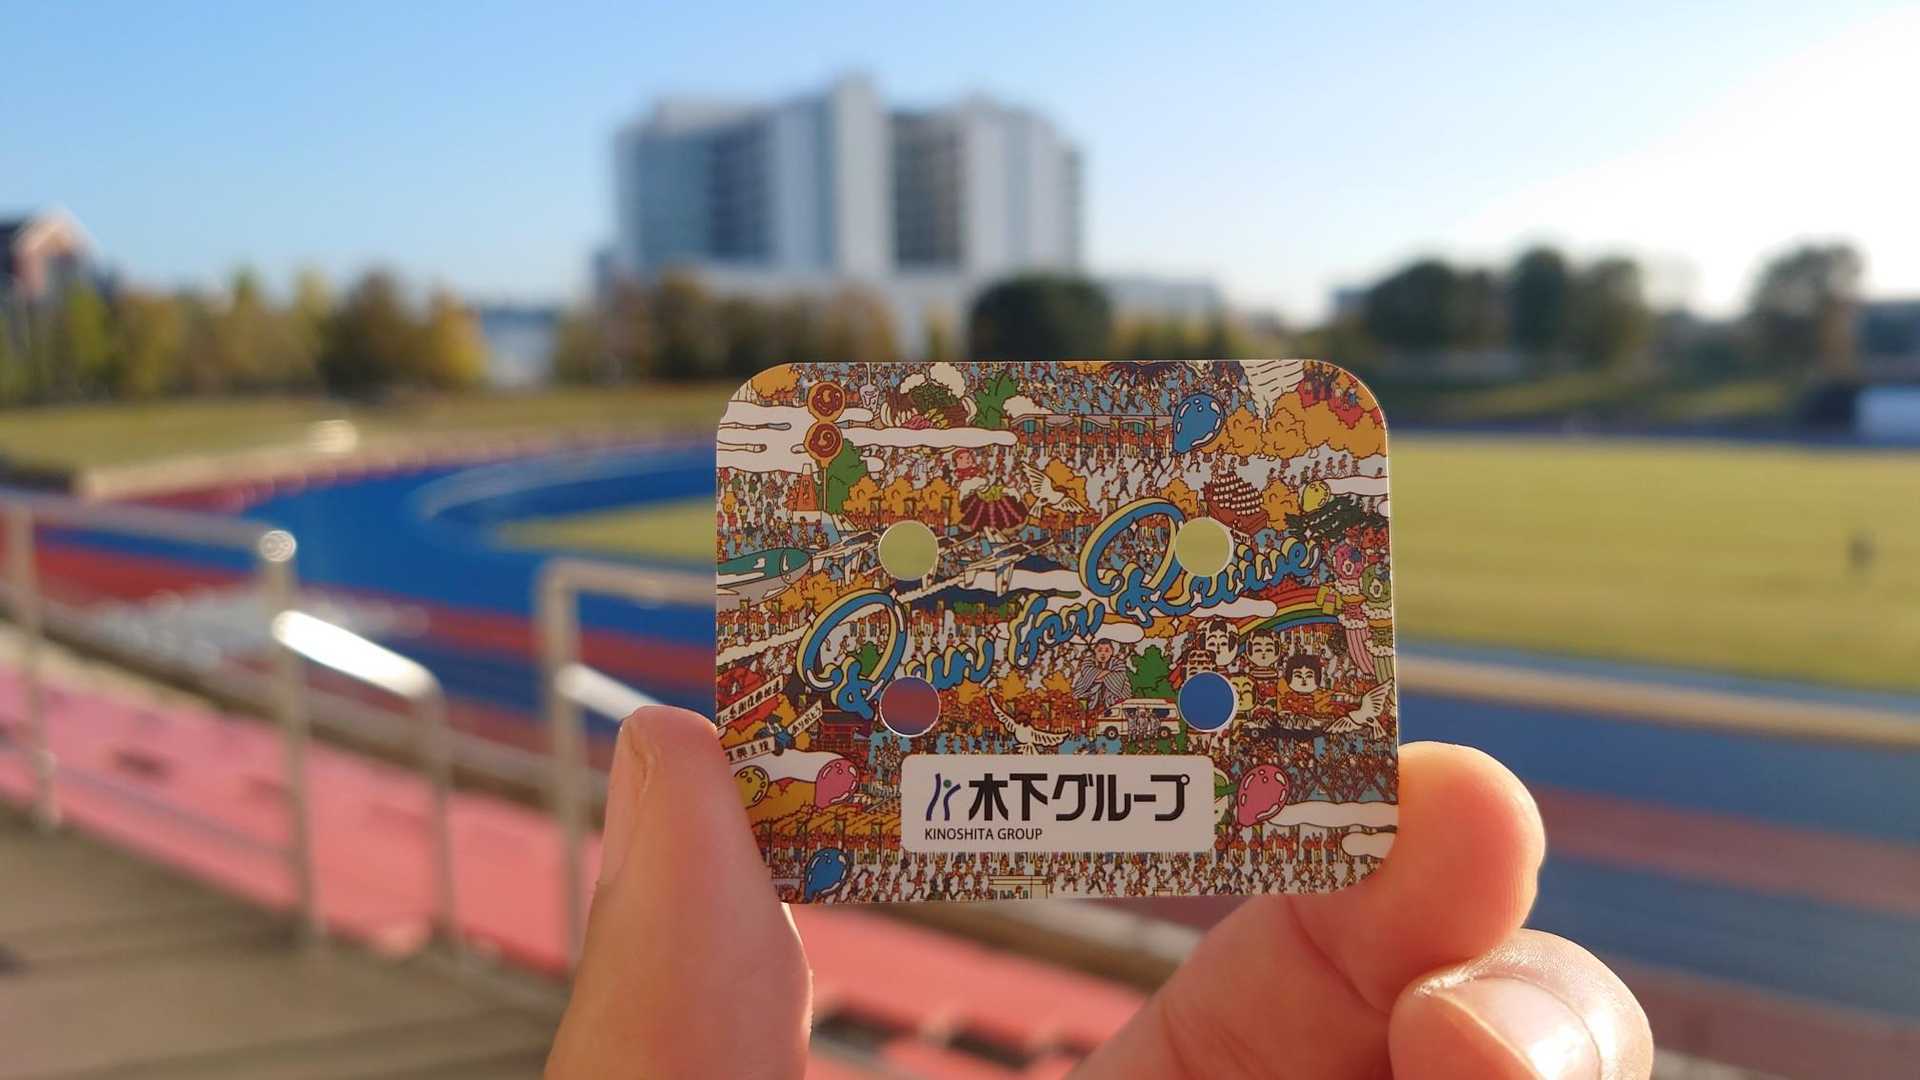 Run for Revive
木下グループ
KINOSHITA GROUP